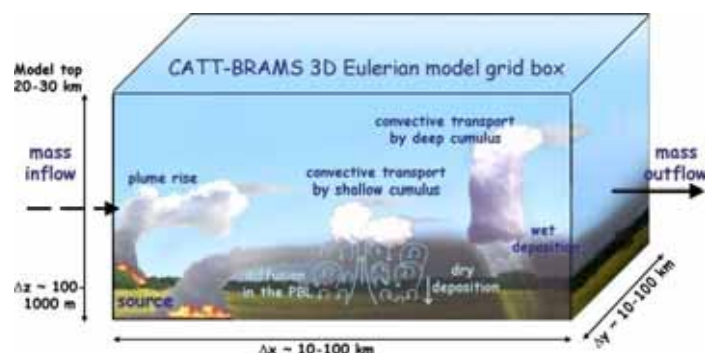 CATT-BRAMS 3D Eulerian model grid box
Model top
20-30 km
mass
inflow
plume rise
convective transport
by shallow cumulus
convective transport
by deep cumulus
mass
outflow
wet
deposition
diffusion
in the PBL
dry
deposition
source
Δz ~ 100
1000 m
Δx ~ 10-100 km
Δy ~ 10-100 km